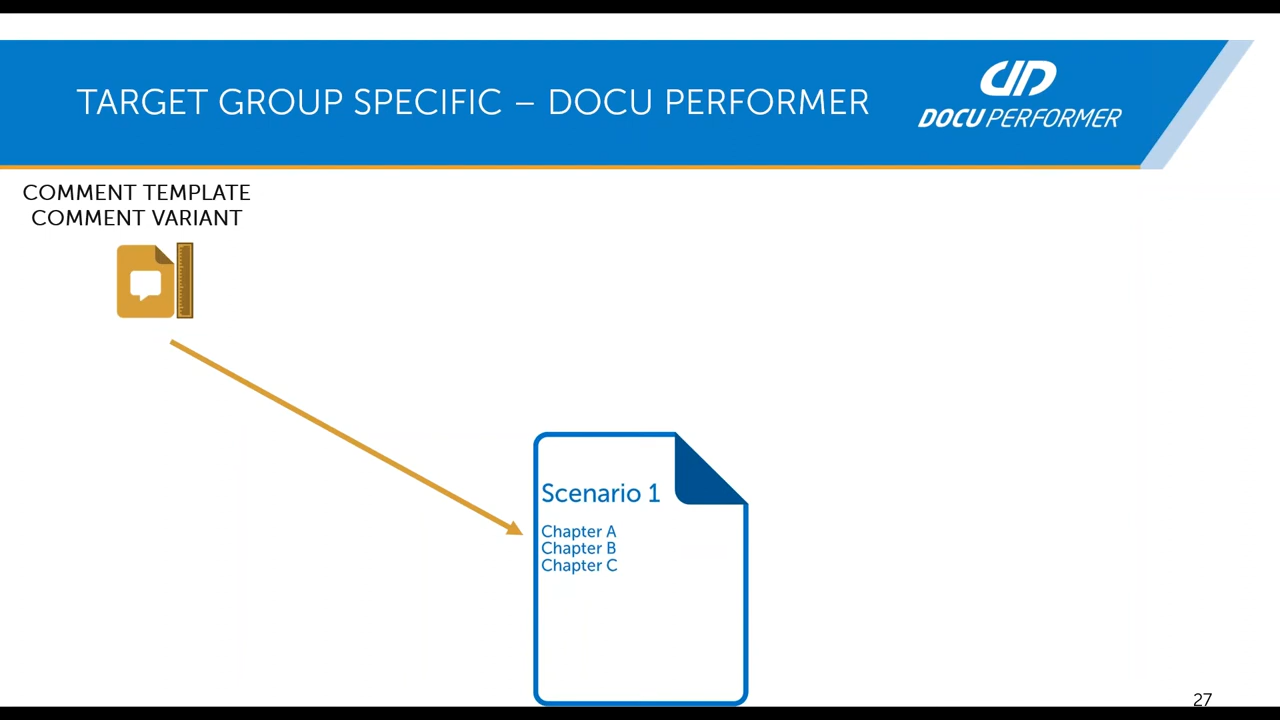 TARGET GROUP SPECIFIC – DOCU PERFORMER
DOCU PERFORMER
COMMENT TEMPLATE
COMMENT VARIANT
Scenario 1
Chapter A
Chapter B
Chapter C
27